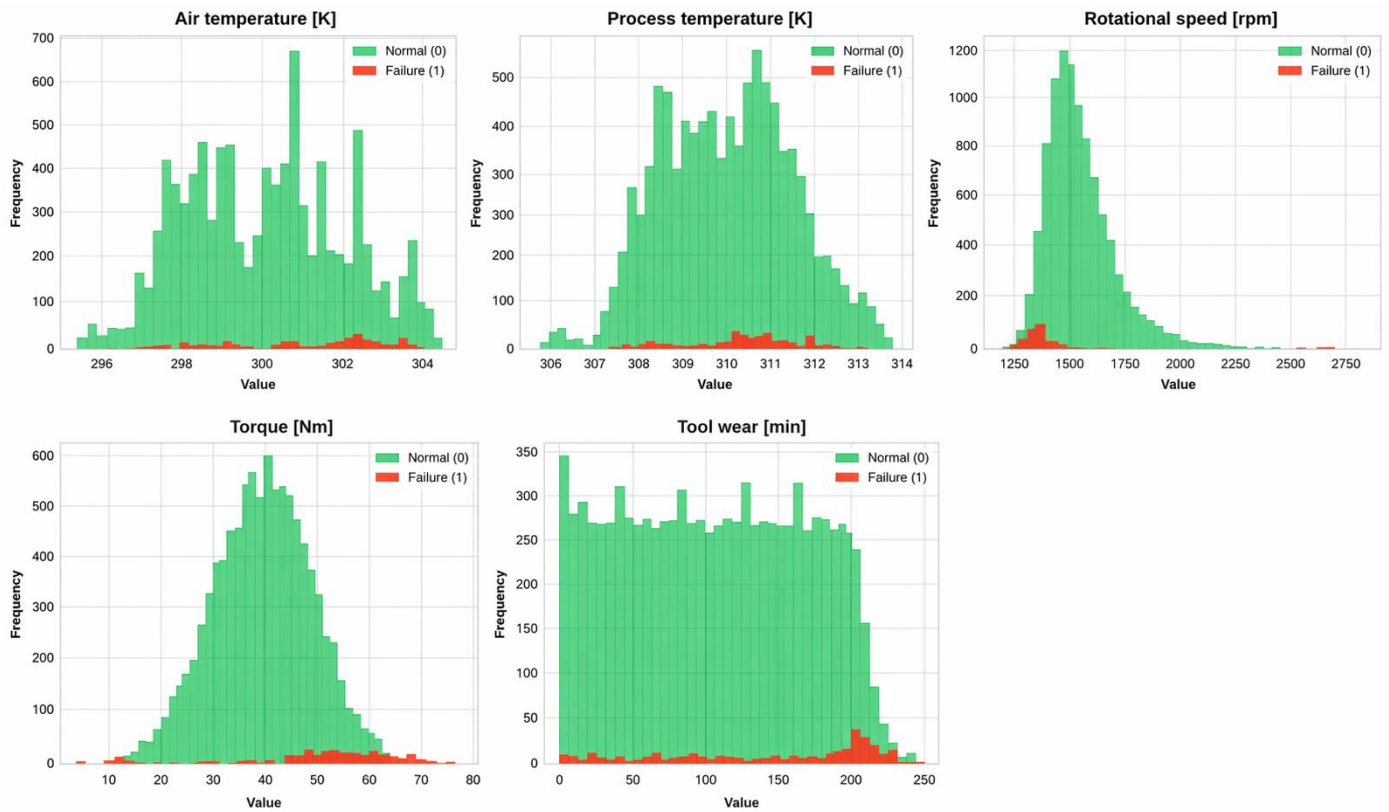 Air temperature [K]
Normal (0)
Failure (1)
700
600
500
400
300
200
100
0
Frequency
296 298 300 302 304
Value
Process temperature [K]
Normal (0)
Failure (1)
500
400
300
300
200
100
0
Frequency
306 307 308 309 310 311 312 313 314
Value
Rotational speed [rpm]
Normal (0)
Failure (1)
1200
1000
800
600
400
200
0
Frequency
1250 1500 1750 2000 2250 2500 2750
Value
Torque [Nm]
Normal (0)
Failure (1)
600
500
400
300
200
100
0
Frequency
10 20 30 40 50 60 70 80
Value
Tool wear [min]
Normal (0)
Failure (1)
350
300
250
200
150
100
50
0
Frequency
0 50 100 150 200 250
Value